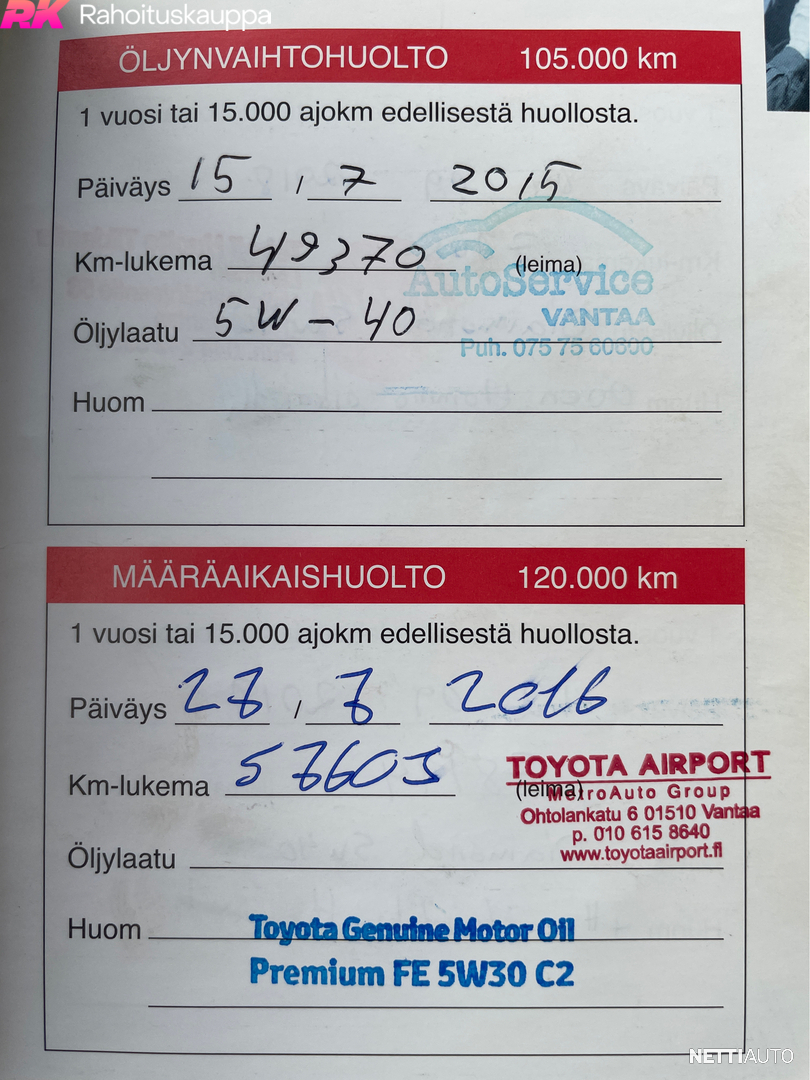 RK Rahoituskauppa
ÖLJYNVAIHTOHUOLTO 105.000 km
1 vuosi tai 15.000 ajokm edellisestä huollosta.
Päiväys 15 / 7 2015
Km-lukema 49370 (leima)
AutoService
Öljylaatu 5W-40
VANTAA
Puh. 075 75 60600
Huom
MÄÄRÄAIKAISHUOLTO 120.000 km
1 vuosi tai 15.000 ajokm edellisestä huollosta.
Päiväys 27 / 7 2016
Km-lukema 57605 (leima)
TOYOTA AIRPORT
MetroAuto Group
Ohtolankatu 6 01510 Vantaa
p. 010 615 8640
www.toyotaairport.fi
Öljylaatu
Huom Toyota Genuine Motor Oil
Premium FE 5W30 C2
NETTIAUTO